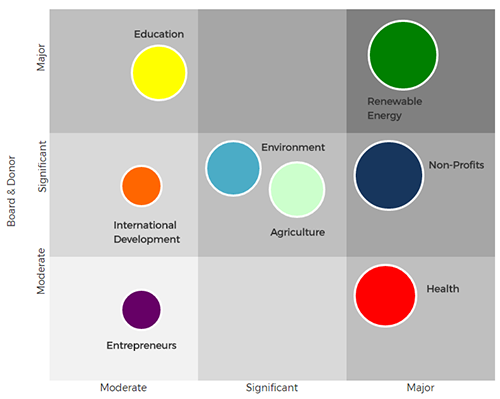 Education
Renewable
Energy
Major
Environment
Non-Profits
Significant
International
Development
Agriculture
Board & Donor
Health
Moderate
Entrepreneurs
Moderate
Significant
Major